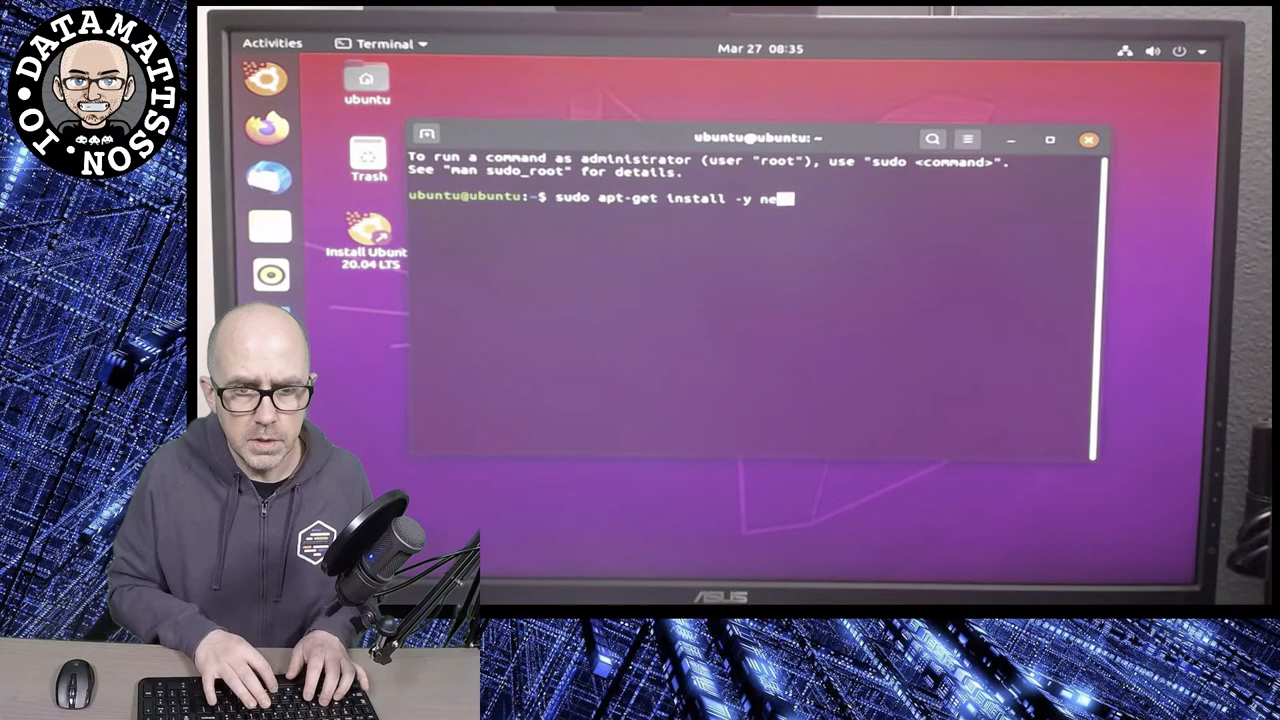 DATAMATTSSON.IO
Activities
Terminal
Mar 27 08:35
ubuntu
Trash
Install Ubunt
20.04 LTS
ubuntu@ubuntu: ~
To run a command as administrator (user "root"), use "sudo <command>".
See "man sudo_root" for details.
ubuntu@ubuntu:~$ sudo apt-get install -y ne
ASUS